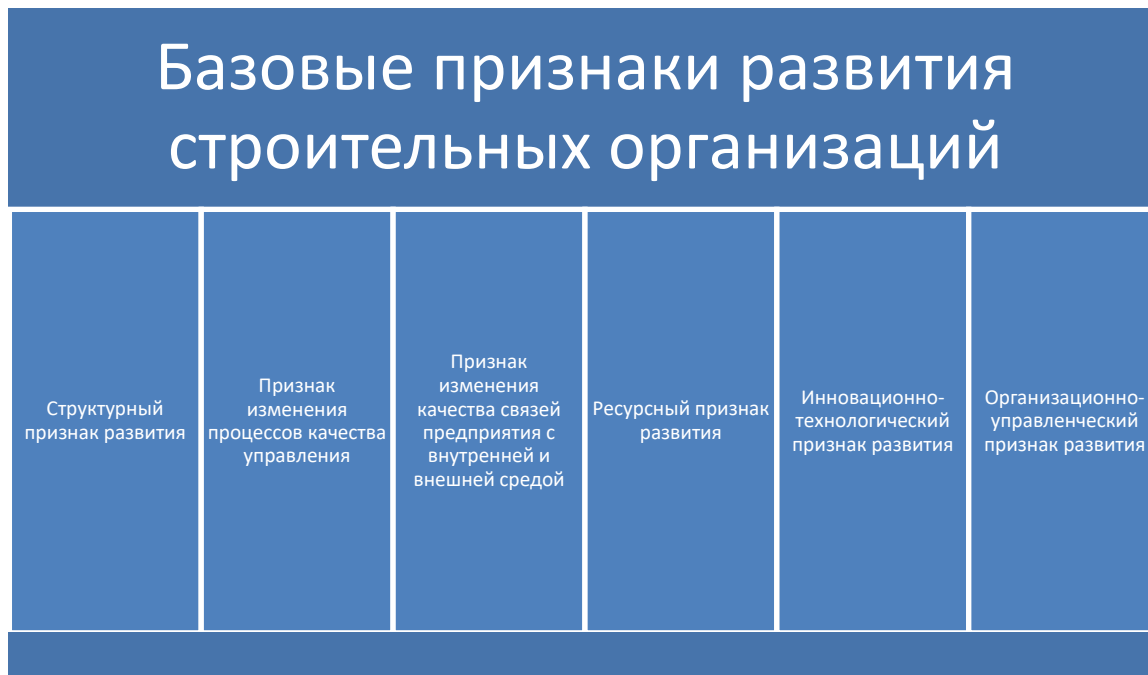 Базовые признаки развития
строительных организаций
Структурный
признак развития
Признак
изменения
процессов качества
управления
Признак
изменения
качества связей
предприятия с
внутренней и
внешней средой
Ресурсный признак
развития
Инновационно-
технологический
признак развития
Организационно-
управленческий
признак развития